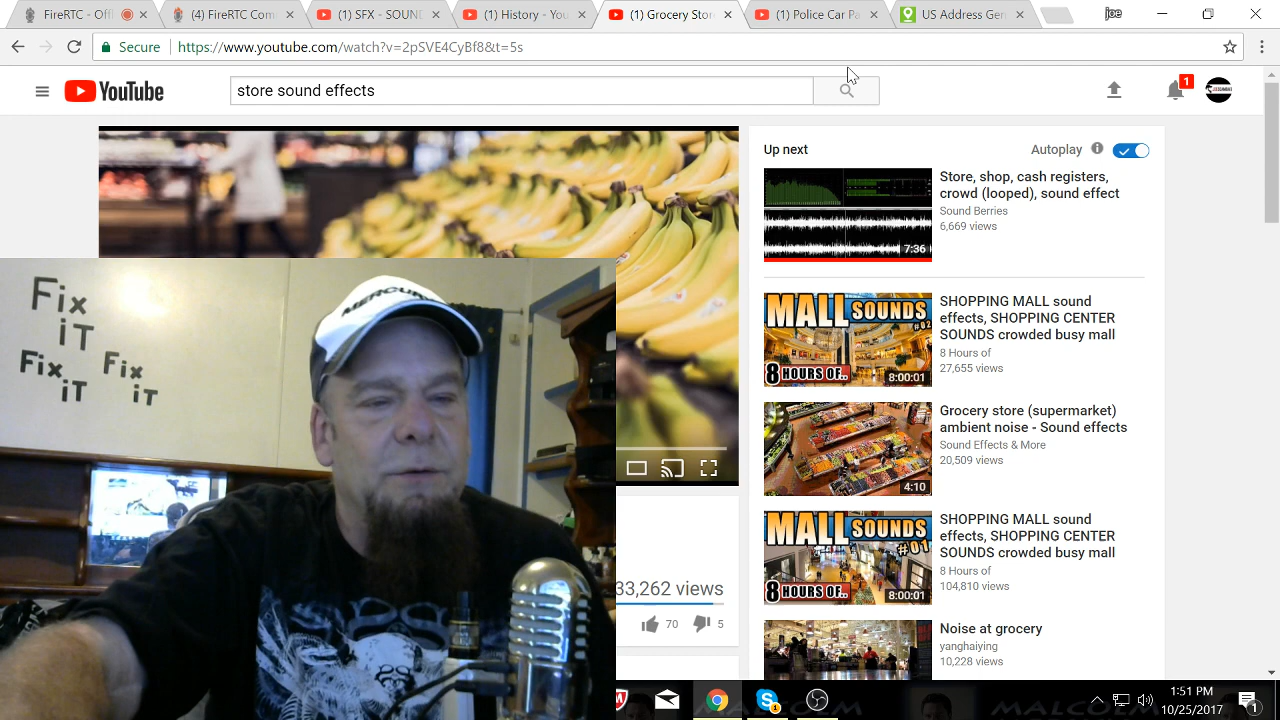 FireRTC - Off
(4) FireRTC Comm
RTC - SOUND
History - You
(1) Grocery Stor
(1) Police Car Pa
US Address Gen
joe
Secure
https://www.youtube.com/watch?v=2pSVE4CyBf8&t=5s
YouTube
store sound effects
1
Up next
Autoplay
Store, shop, cash registers,
crowd (looped), sound effect
Sound Berries
6,669 views
7:36
MALL SOUNDS
#02
8 HOURS OF..
8:00:01
SHOPPING MALL sound
effects, SHOPPING CENTER
SOUNDS crowded busy mall
8 Hours of
27,655 views
Grocery store (supermarket)
ambient noise - Sound effects
Sound Effects & More
20,509 views
4:10
MALL SOUNDS
#01
8 HOURS OF..
8:00:01
SHOPPING MALL sound
effects, SHOPPING CENTER
SOUNDS crowded busy mall
8 Hours of
104,810 views
Noise at grocery
yanghaiying
10,228 views
Fix
iT
Fix
iT
Fix
iT
MERCURY
33,262 views
70
5
1:51 PM
10/25/2017
1
1
MALCOLM